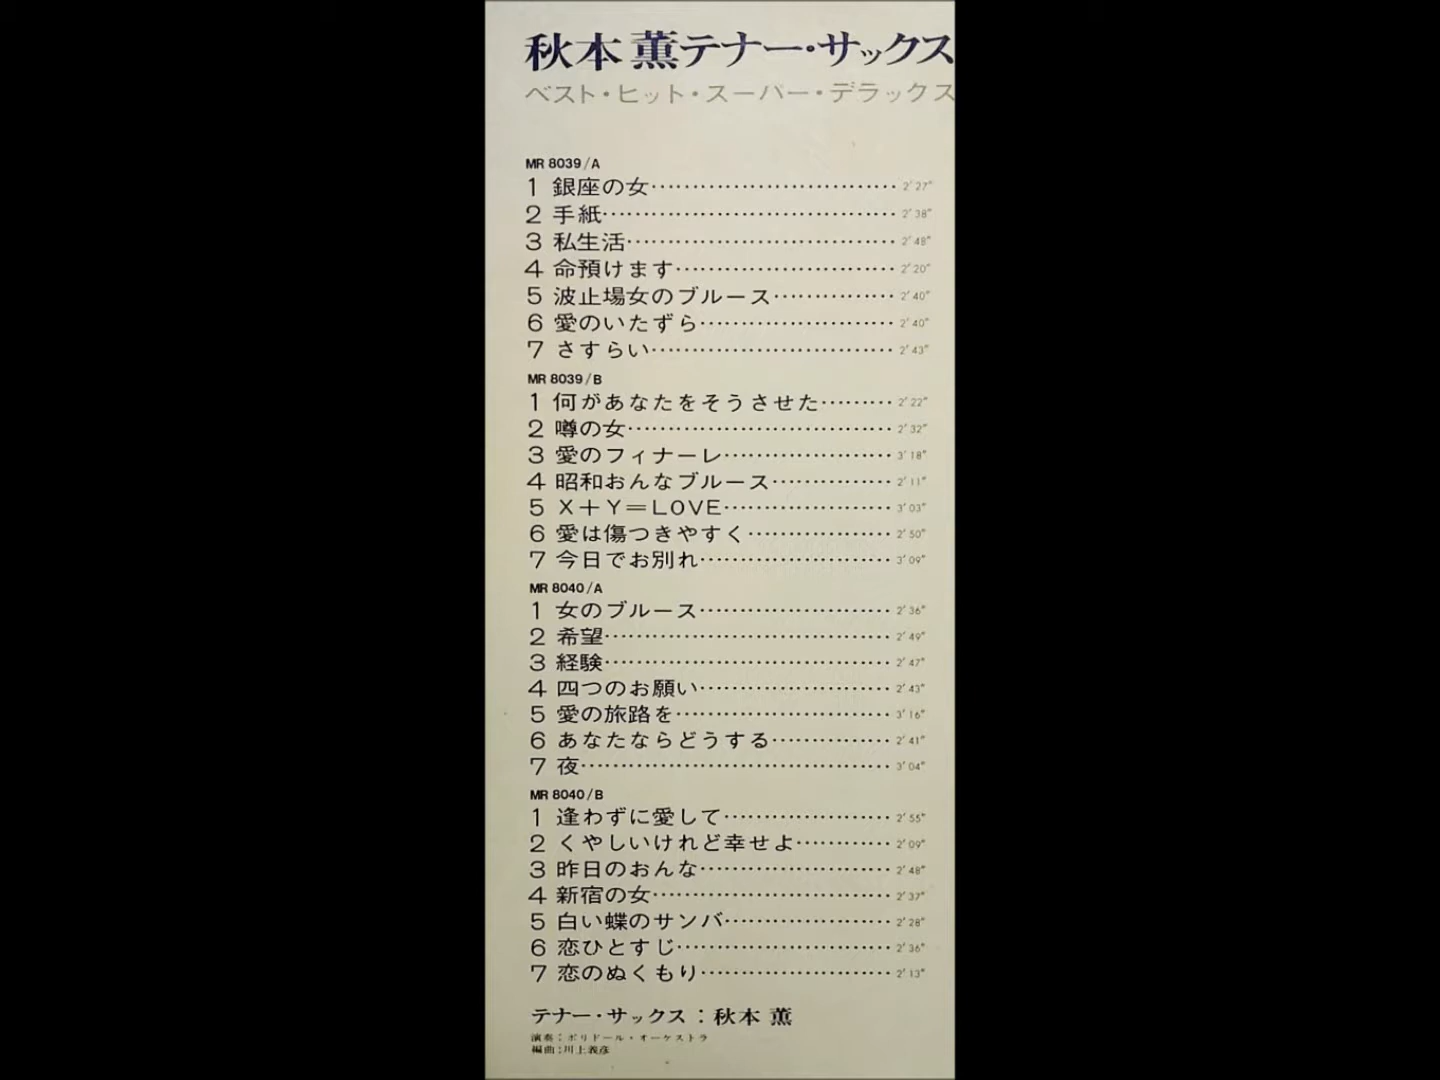 秋本 薫テナー・サックス
ベスト・ヒット・スーパー・デラックス
MR 8039/A
1 銀座の女 2'27"
2 手紙 2'38"
3 私生活 2'48"
4 命預けます 2'20"
5 波止場女のブルース 2'40"
6 愛のいたずら 2'40"
7 さすらい 2'43"
MR 8039/B
1 何があなたをそうさせた 2'22"
2 噂の女 2'32"
3 愛のフィナーレ 3'18"
4 昭和おんなブルース 2'11"
5 X+Y=LOVE 3'03"
6 愛は傷つきやすく 2'50"
7 今日でお別れ 3'09"
MR 8040/A
1 女のブルース 2'36"
2 希望 2'49"
3 経験 2'47"
4 四つのお願い 2'43"
5 愛の旅路を 3'16"
6 あなたならどうする 2'41"
7 夜 3'04"
MR 8040/B
1 逢わずに愛して 2'55"
2 くやしいけれど幸せよ 2'09"
3 昨日のおんな 2'48"
4 新宿の女 2'37"
5 白い蝶のサンバ 2'28"
6 恋ひとすじ 2'36"
7 恋のぬくもり 2'13"
テナー・サックス：秋本 薫
演奏：ポリドール・オーケストラ
編曲：川上義彦